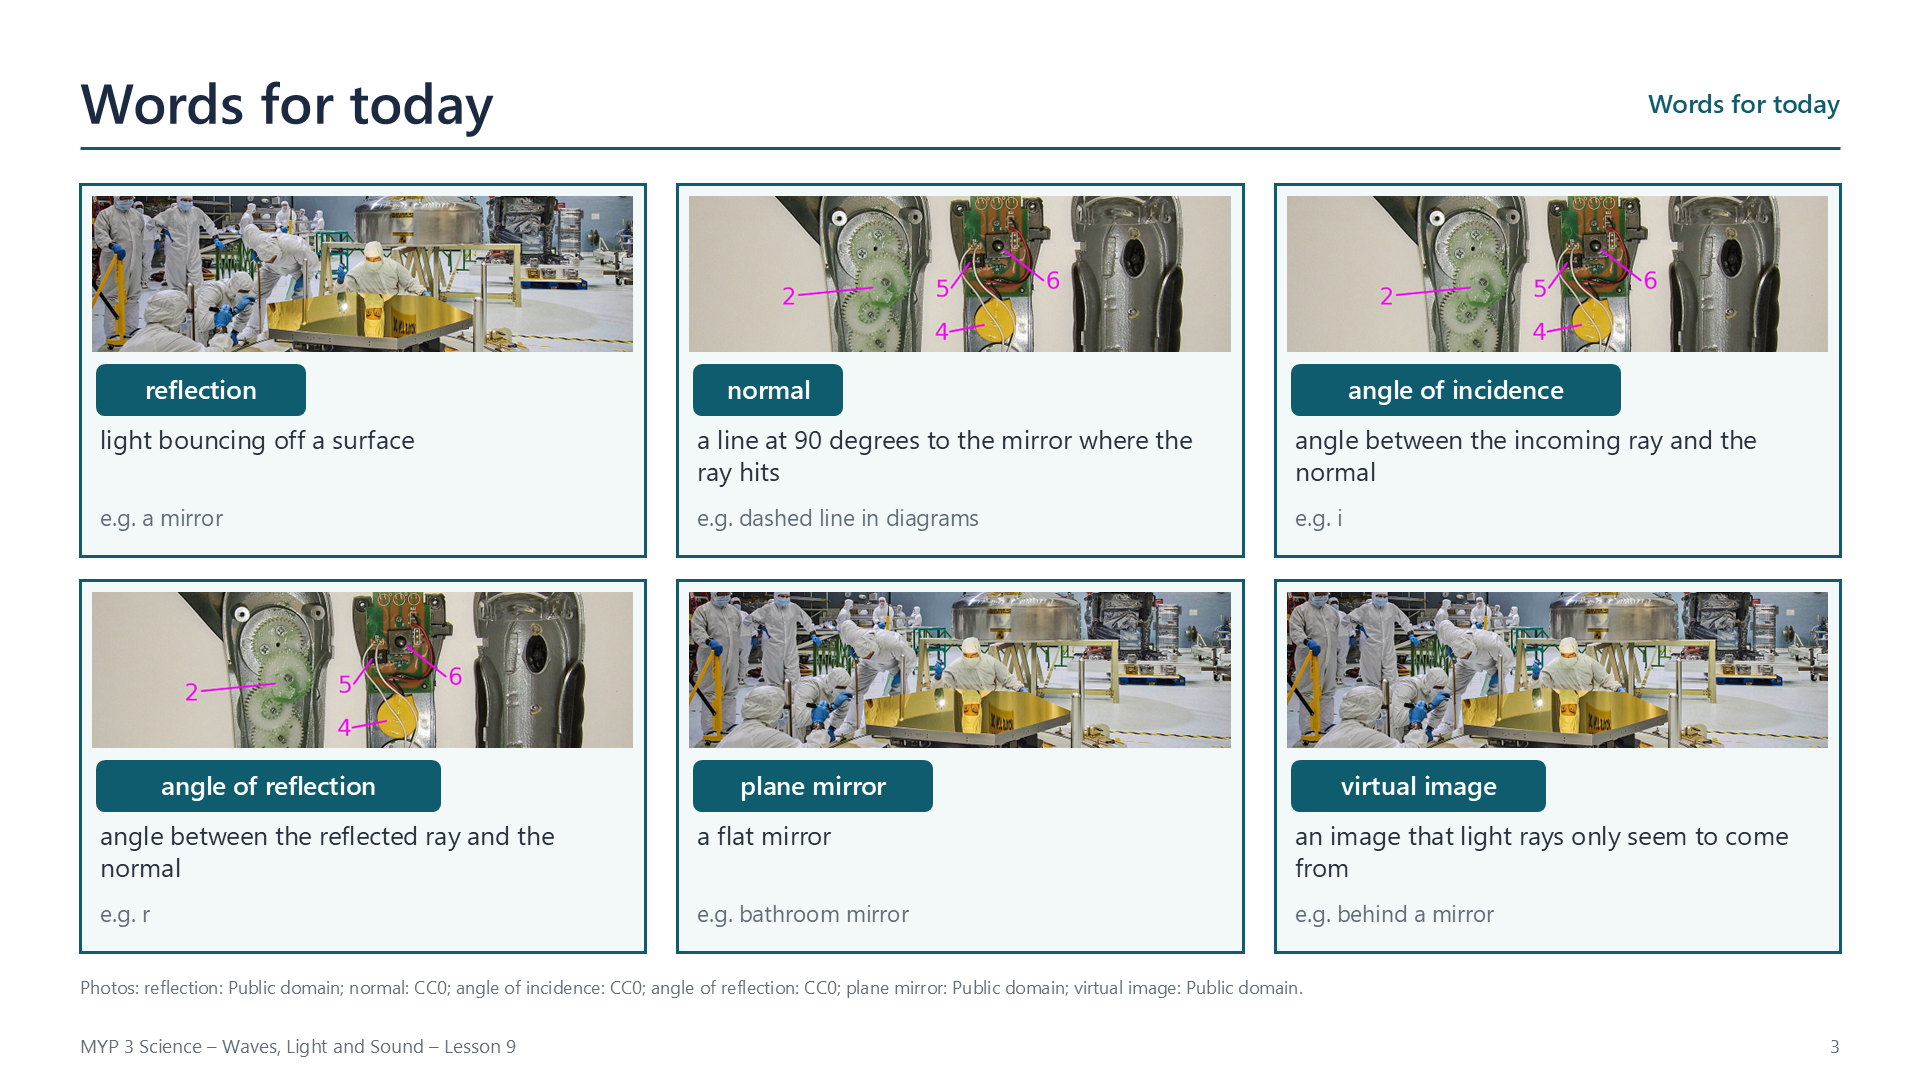 Words for today
Words for today
2
5
6
4
2
5
6
4
reflection
normal
angle of incidence
light bouncing off a surface
a line at 90 degrees to the mirror where the
ray hits
angle between the incoming ray and the
normal
e.g. a mirror
e.g. dashed line in diagrams
e.g. i
2
5
6
4
angle of reflection
plane mirror
virtual image
angle between the reflected ray and the
normal
a flat mirror
an image that light rays only seem to come
from
e.g. r
e.g. bathroom mirror
e.g. behind a mirror
Photos: reflection: Public domain; normal: CC0; angle of incidence: CC0; angle of reflection: CC0; plane mirror: Public domain; virtual image: Public domain.
MYP 3 Science – Waves, Light and Sound – Lesson 9
3